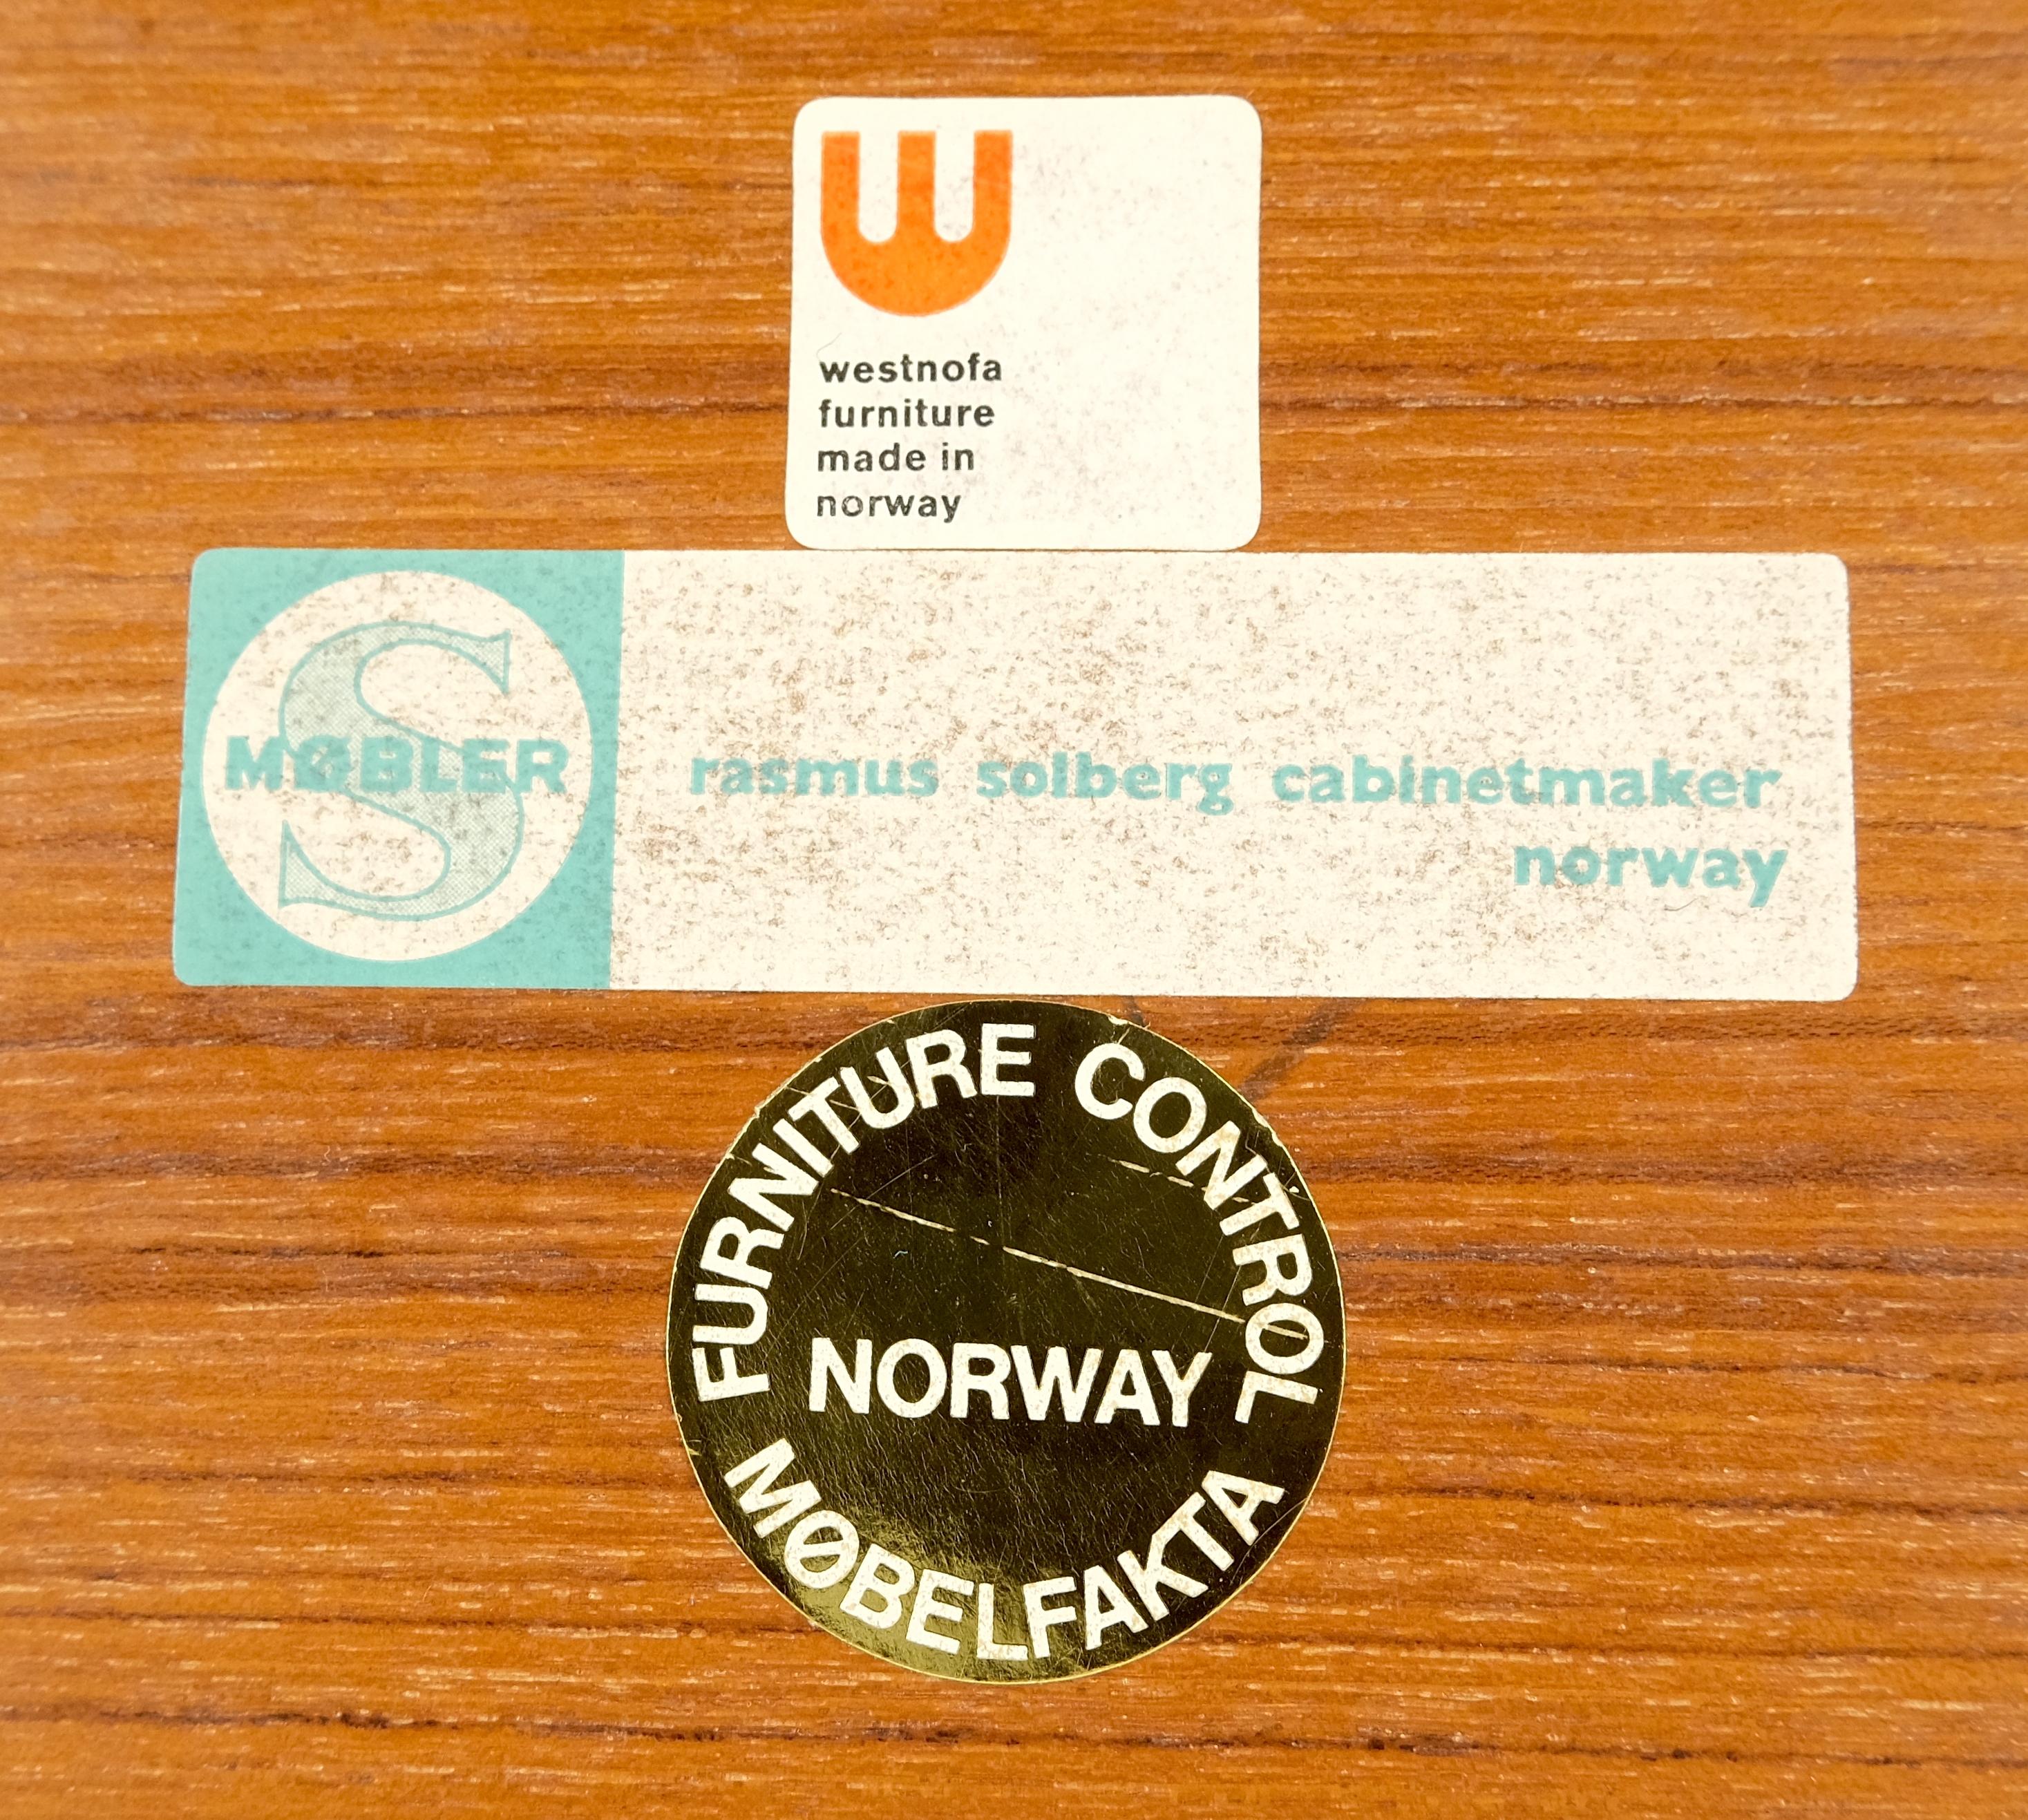 W
westnofa
furniture
made in
norway
S
MØBLER
rasmus solberg cabinetmaker
norway
FURNITURE CONTROL
NORWAY
MØBELFAKTA